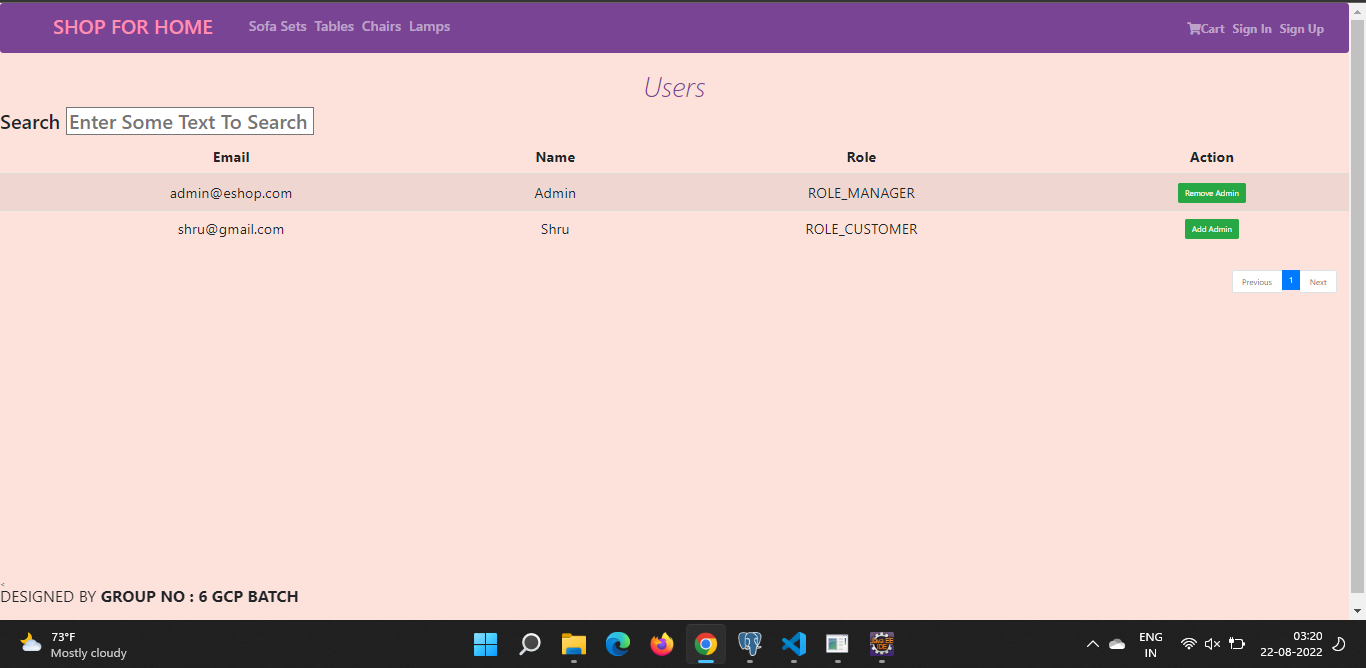 SHOP FOR HOME Sofa Sets Tables Chairs Lamps Cart Sign In Sign Up
Users
Search Enter Some Text To Search
Email Name Role Action
admin@eshop.com Admin ROLE_MANAGER Remove Admin
shru@gmail.com Shru ROLE_CUSTOMER Add Admin
Previous 1 Next
<
DESIGNED BY GROUP NO : 6 GCP BATCH
73°F
Mostly cloudy
ENG
IN
03:20
22-08-2022